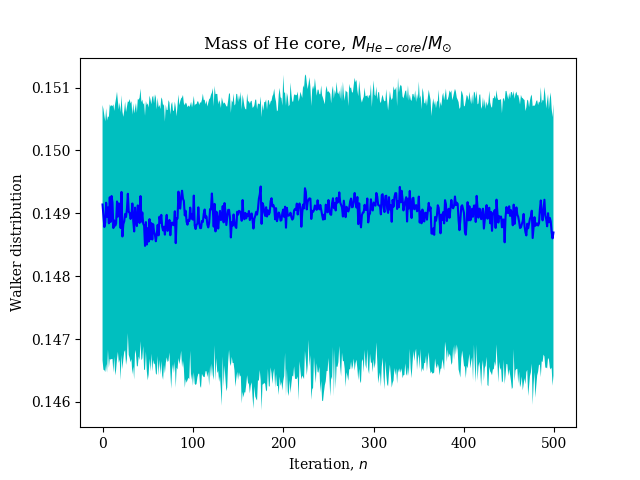 Mass of He core, $M_{He-core}/M_{\odot}$
Walker distribution
0.151
0.150
0.149
0.148
0.147
0.146
0 100 200 300 400 500
Iteration, n